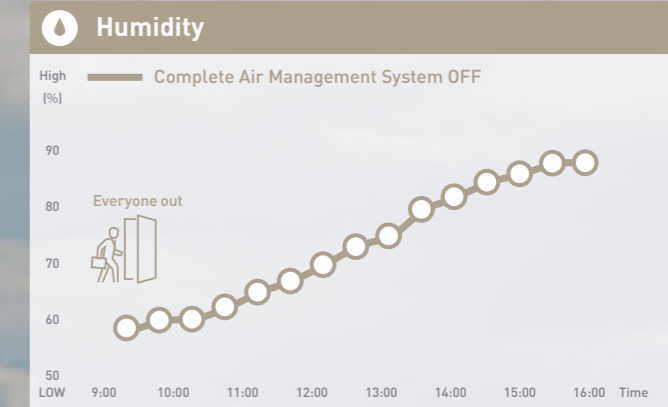 Humidity
High
(%)
Complete Air Management System OFF
90
80
Everyone out
70
60
50
LOW 9:00 10:00 11:00 12:00 13:00 14:00 15:00 16:00 Time